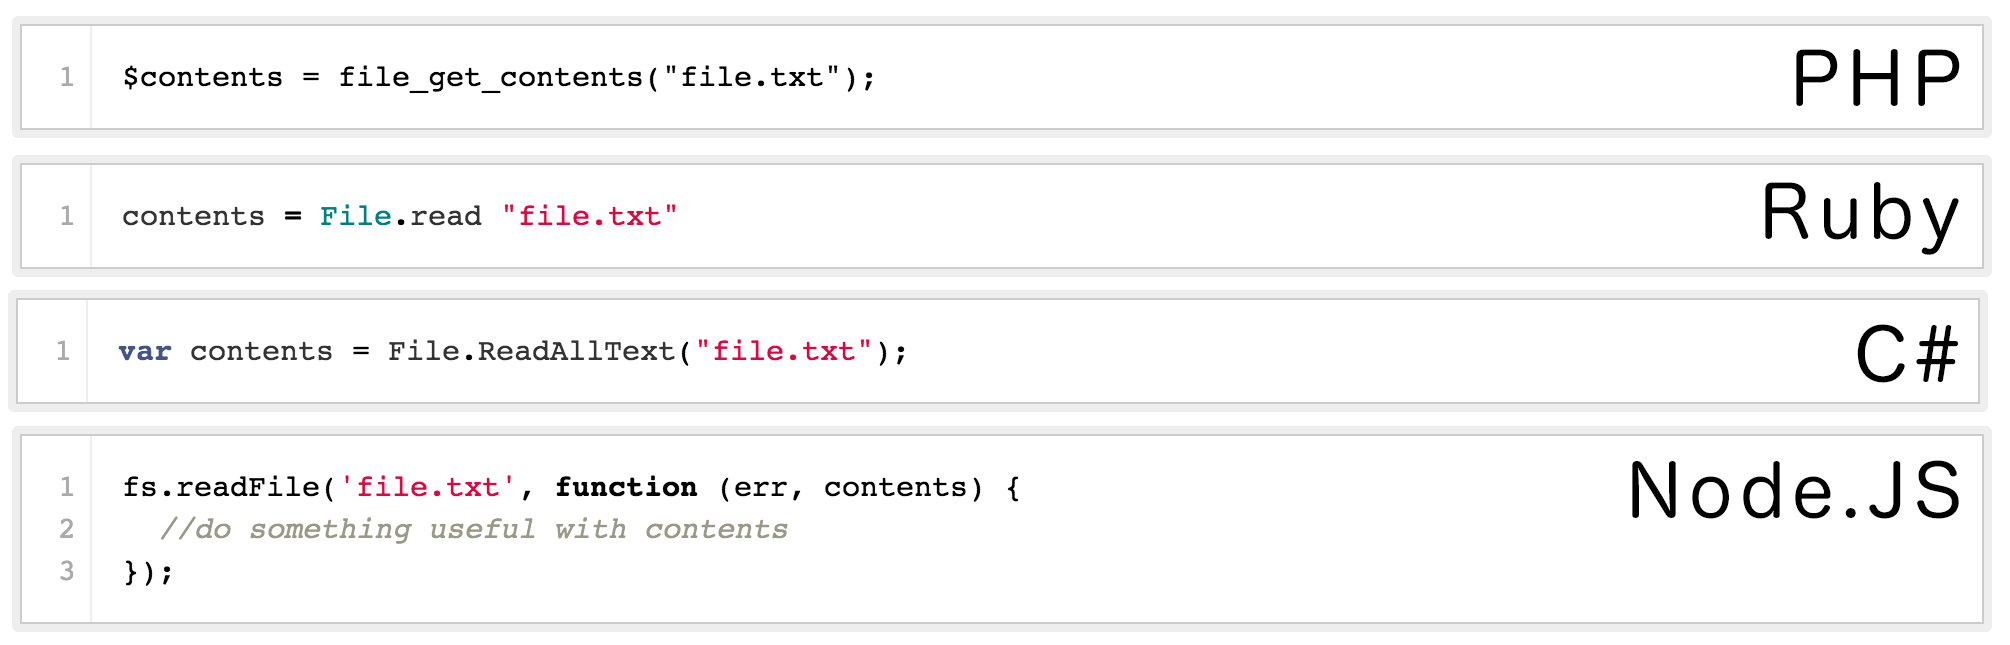 1 $contents = file_get_contents("file.txt"); PHP
1 contents = File.read "file.txt" Ruby
1 var contents = File.ReadAllText("file.txt"); C#
1 fs.readFile('file.txt', function (err, contents) { Node.JS
2 //do something useful with contents
3 });